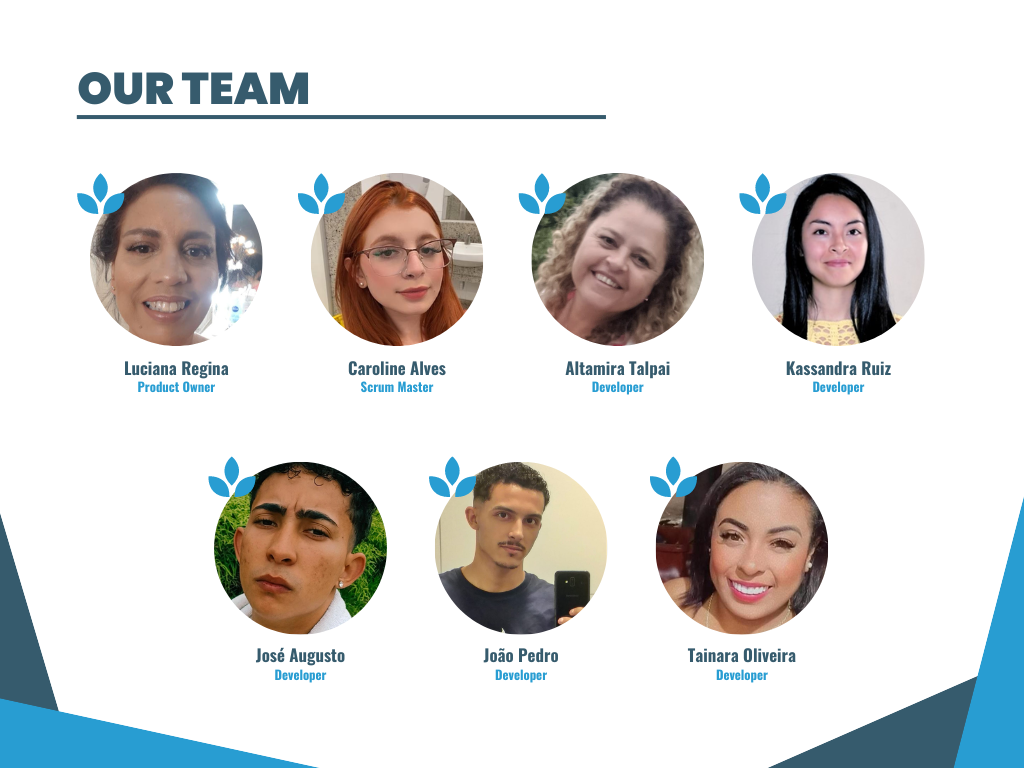 OUR TEAM
Luciana Regina
Product Owner
Caroline Alves
Scrum Master
Altamira Talpai
Developer
Kassandra Ruiz
Developer
José Augusto
Developer
João Pedro
Developer
Tainara Oliveira
Developer